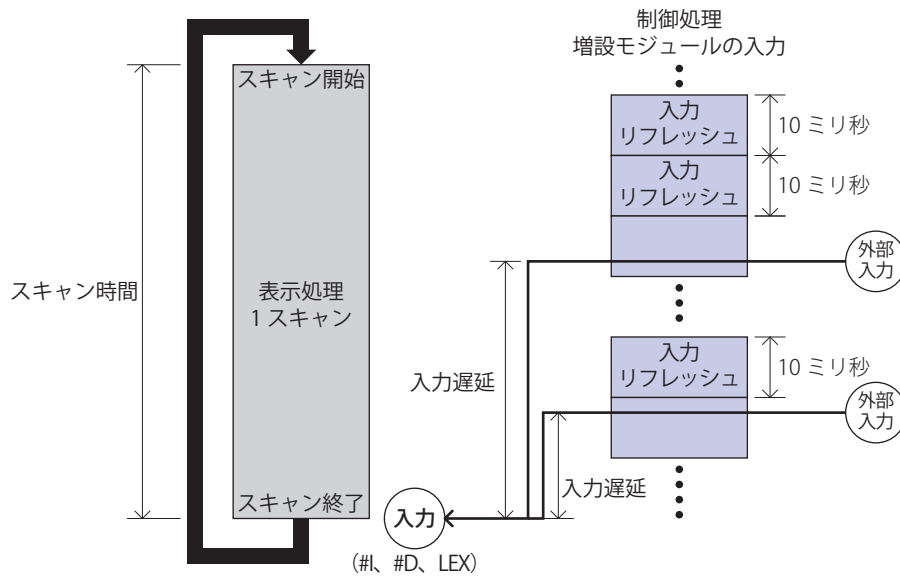 制御処理
増設モジュールの入力
スキャン開始
入力
リフレッシュ
10 ミリ秒
入力
リフレッシュ
10 ミリ秒
外部
入力
スキャン時間
表示処理
1 スキャン
入力
リフレッシュ
10 ミリ秒
入力遅延
外部
入力
入力遅延
スキャン終了
入力
(#I、#D、LEX)